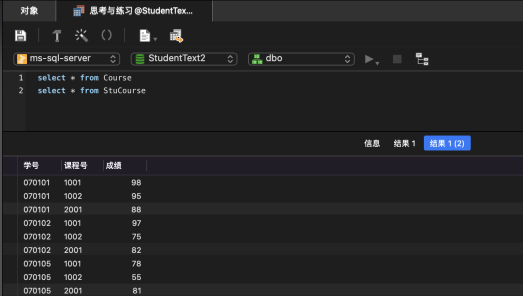 对象 思考与练习@StudentTex...
ms-sql-server StudentText2 dbo
1 select * from Course
2 select * from StuCourse
信息 结果 1 结果 1 (2)
学号 课程号 成绩
070101 1001 98
070101 1002 95
070101 2001 88
070102 1001 97
070102 1002 75
070102 2001 82
070105 1001 78
070105 1002 55
070105 2001 81